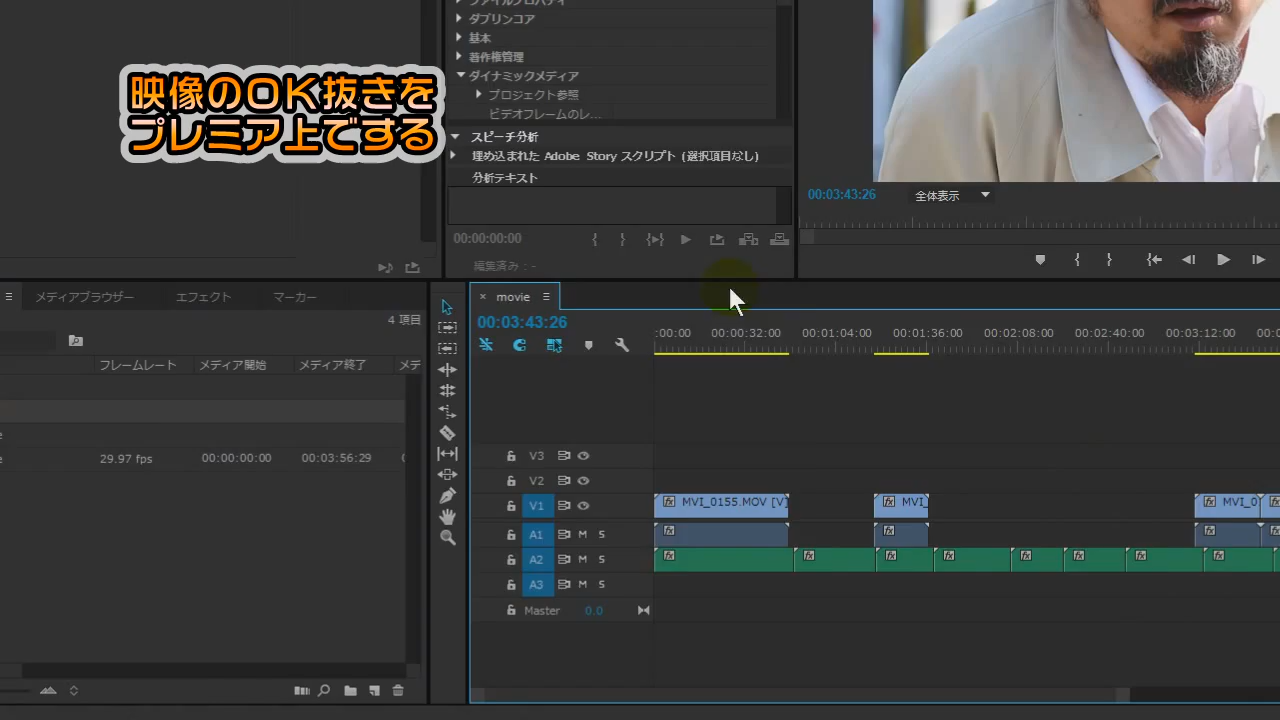 ファイルプロパティ
ダブリンコア
基本
著作権管理
ダイナミックメディア
プロジェクト参照
ビデオフレームのレ...
映像のOK抜きを
プレミア上でする
スピーチ分析
埋め込まれた Adobe Story スクリプト (選択項目なし)
分析テキスト
00:03:43:26
全体表示
00:00:00:00
編集済み : -
メディアブラウザー
エフェクト
マーカー
movie
4 項目
00:03:43:26
:00:00
00:00:32:00
00:01:04:00
00:01:36:00
00:02:08:00
00:02:40:00
00:03:12:00
フレームレート
メディア開始
メディア終了
メデ
29.97 fps
00:00:00:00
00:03:56:29
V3
V2
V1
MVI_0155.MOV [V]
MVI_
MVI_0
A1
M
S
A2
M
S
A3
M
S
Master
0.0